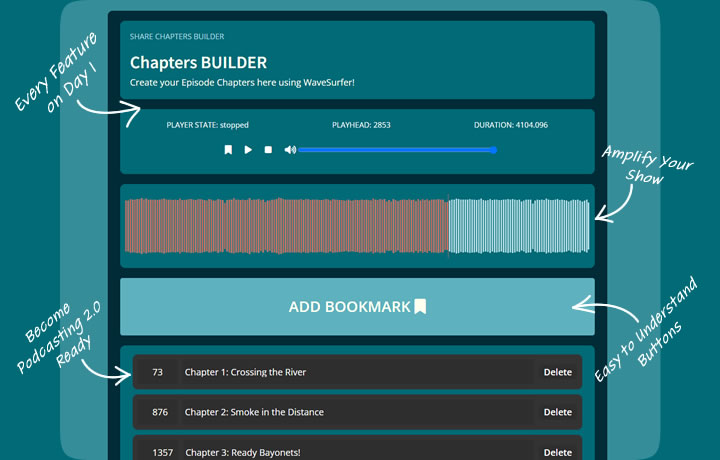 SHARE CHAPTERS BUILDER
Chapters BUILDER
Create your Episode Chapters here using WaveSurfer!
Every Feature
on Day 1
PLAYER STATE: stopped PLAYHEAD: 2853 DURATION: 4104.096
Amplify Your
Show
ADD BOOKMARK
Become
Podcasting 2.0
Ready
Easy to Understand
Buttons
73 Chapter 1: Crossing the River Delete
876 Chapter 2: Smoke in the Distance Delete
1357 Chapter 3: Ready Bayonets! Delete